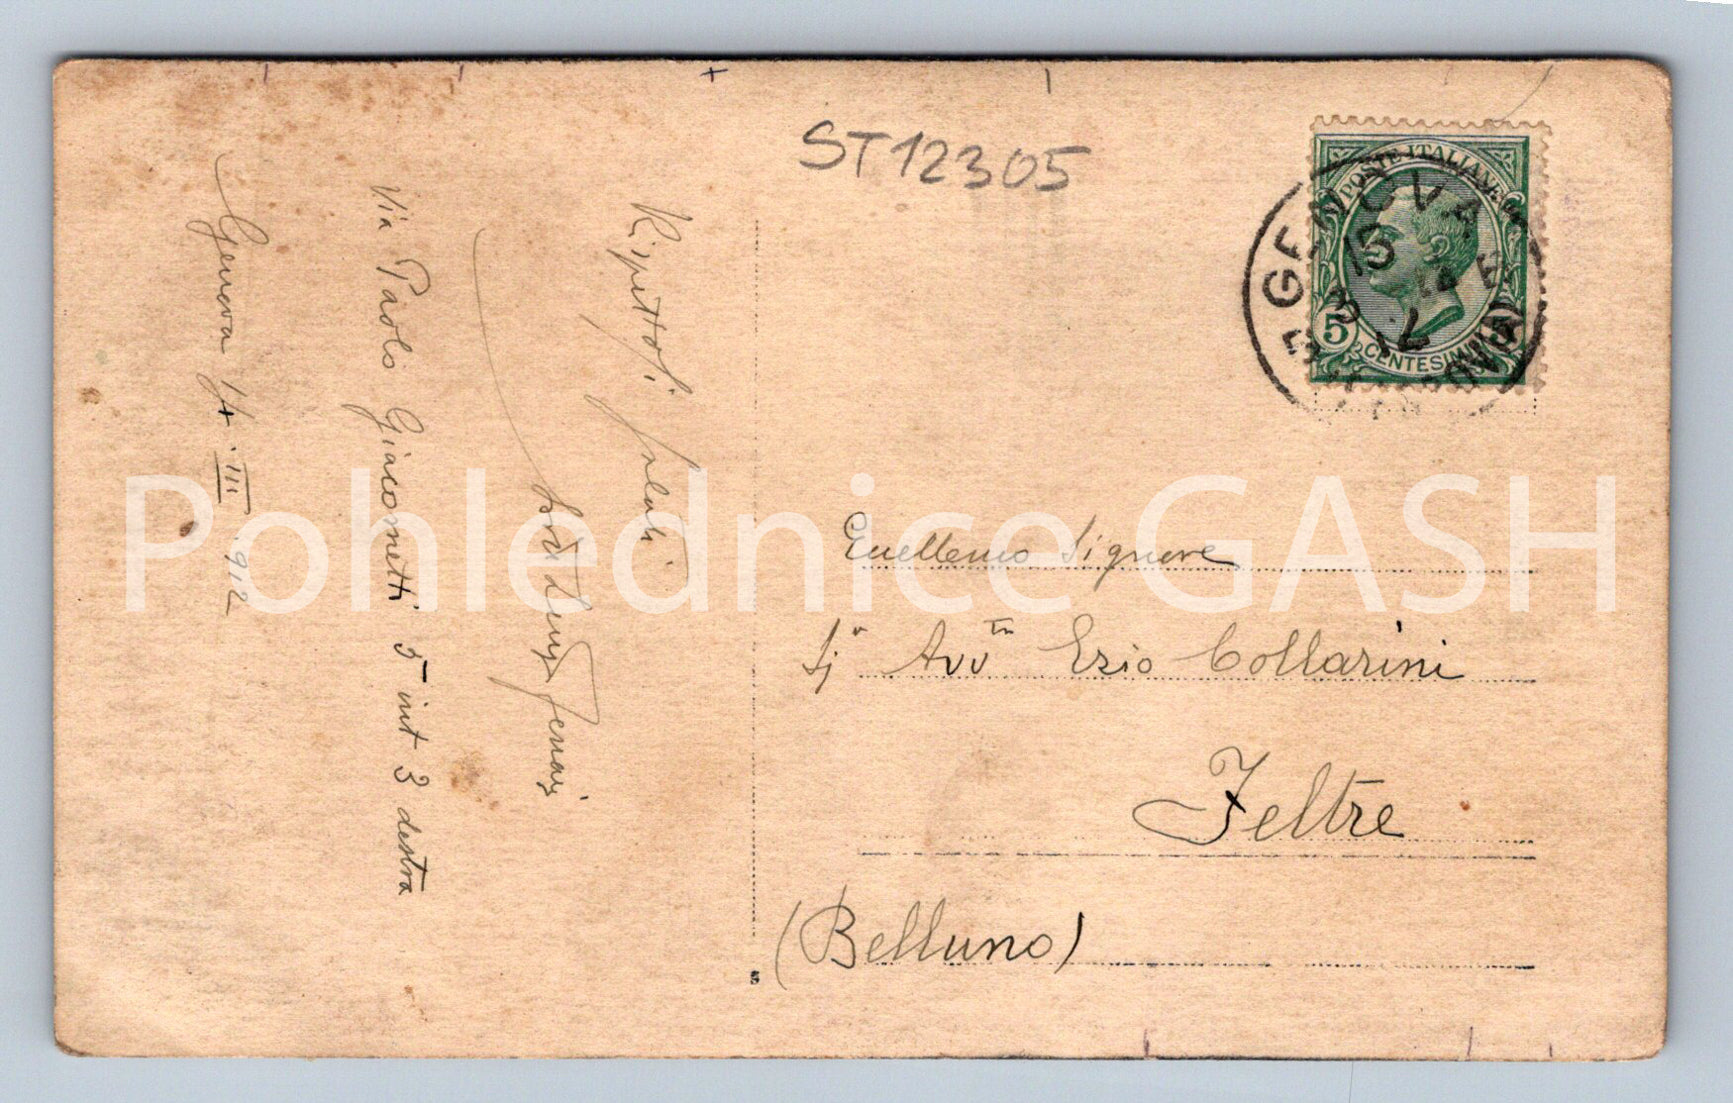 ST12305
Genova 14·III·912
Via Paolo Giacometti 5 int 3 destra
Rispettosi saluti
POSTE ITALIANE
5 CENTESIMI 5
GENOVA
15
Signore
Avv Ezio Collarini
Feltre
(Belluno)
s
Pohlednice GASH